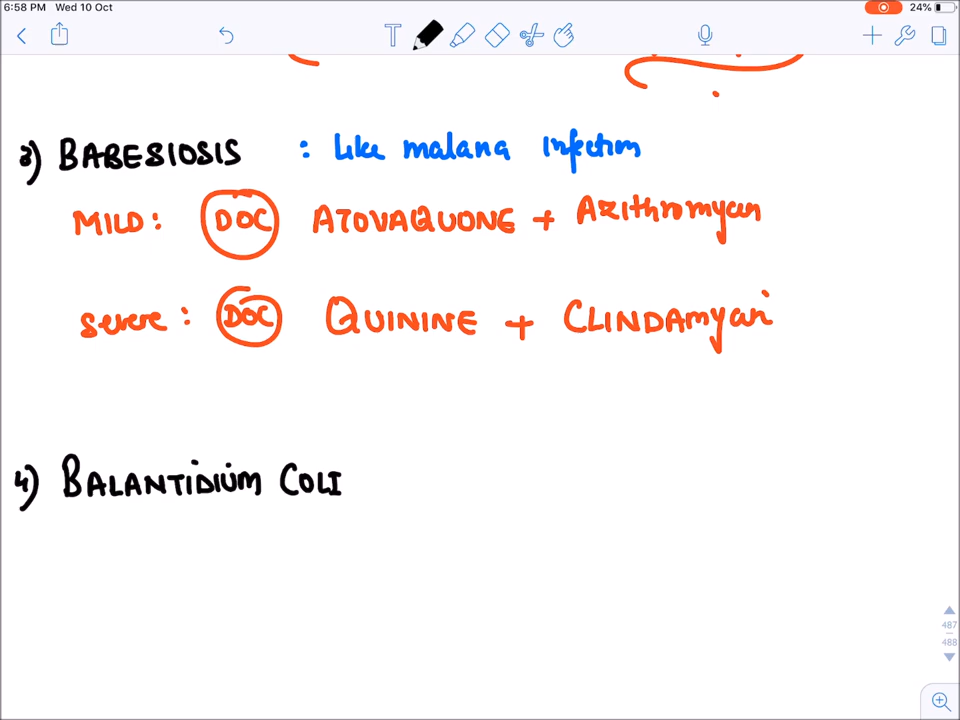 6:58 PM Wed 10 Oct 24%
T
3) BABESIOSIS : Like malaria infection
MILD: DOC ATOVAQUONE + Azithromycin
severe: DOC QUININE + CLINDAmycin
4) BALANTIDIUM COLI
487
488